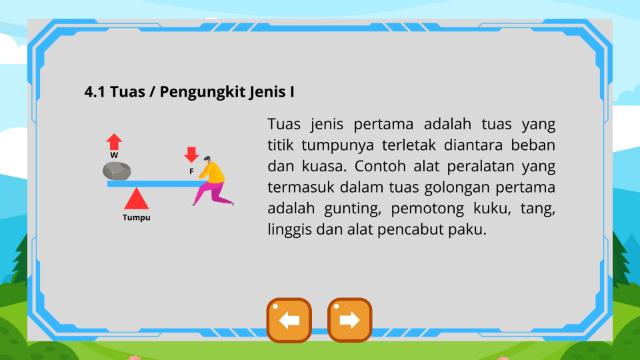 4.1 Tuas / Pengungkit Jenis I
Tuas jenis pertama adalah tuas yang
titik tumpunya terletak diantara beban
dan kuasa. Contoh alat peralatan yang
termasuk dalam tuas golongan pertama
adalah gunting, pemotong kuku, tang,
linggis dan alat pencabut paku.
W
F
Tumpu